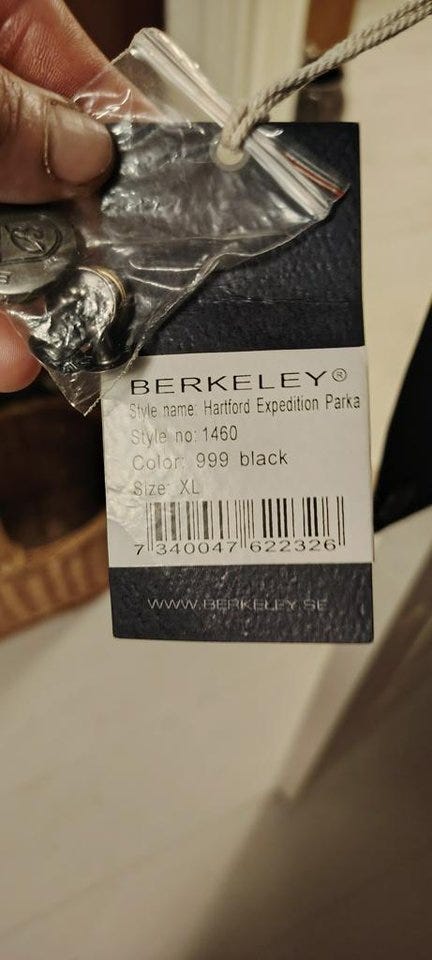 BERKELEY®
Style name: Hartford Expedition Parka
Style no: 1460
Color: 999 black
Size: XL
7 340047 622326
WWW.BERKELEY.SE